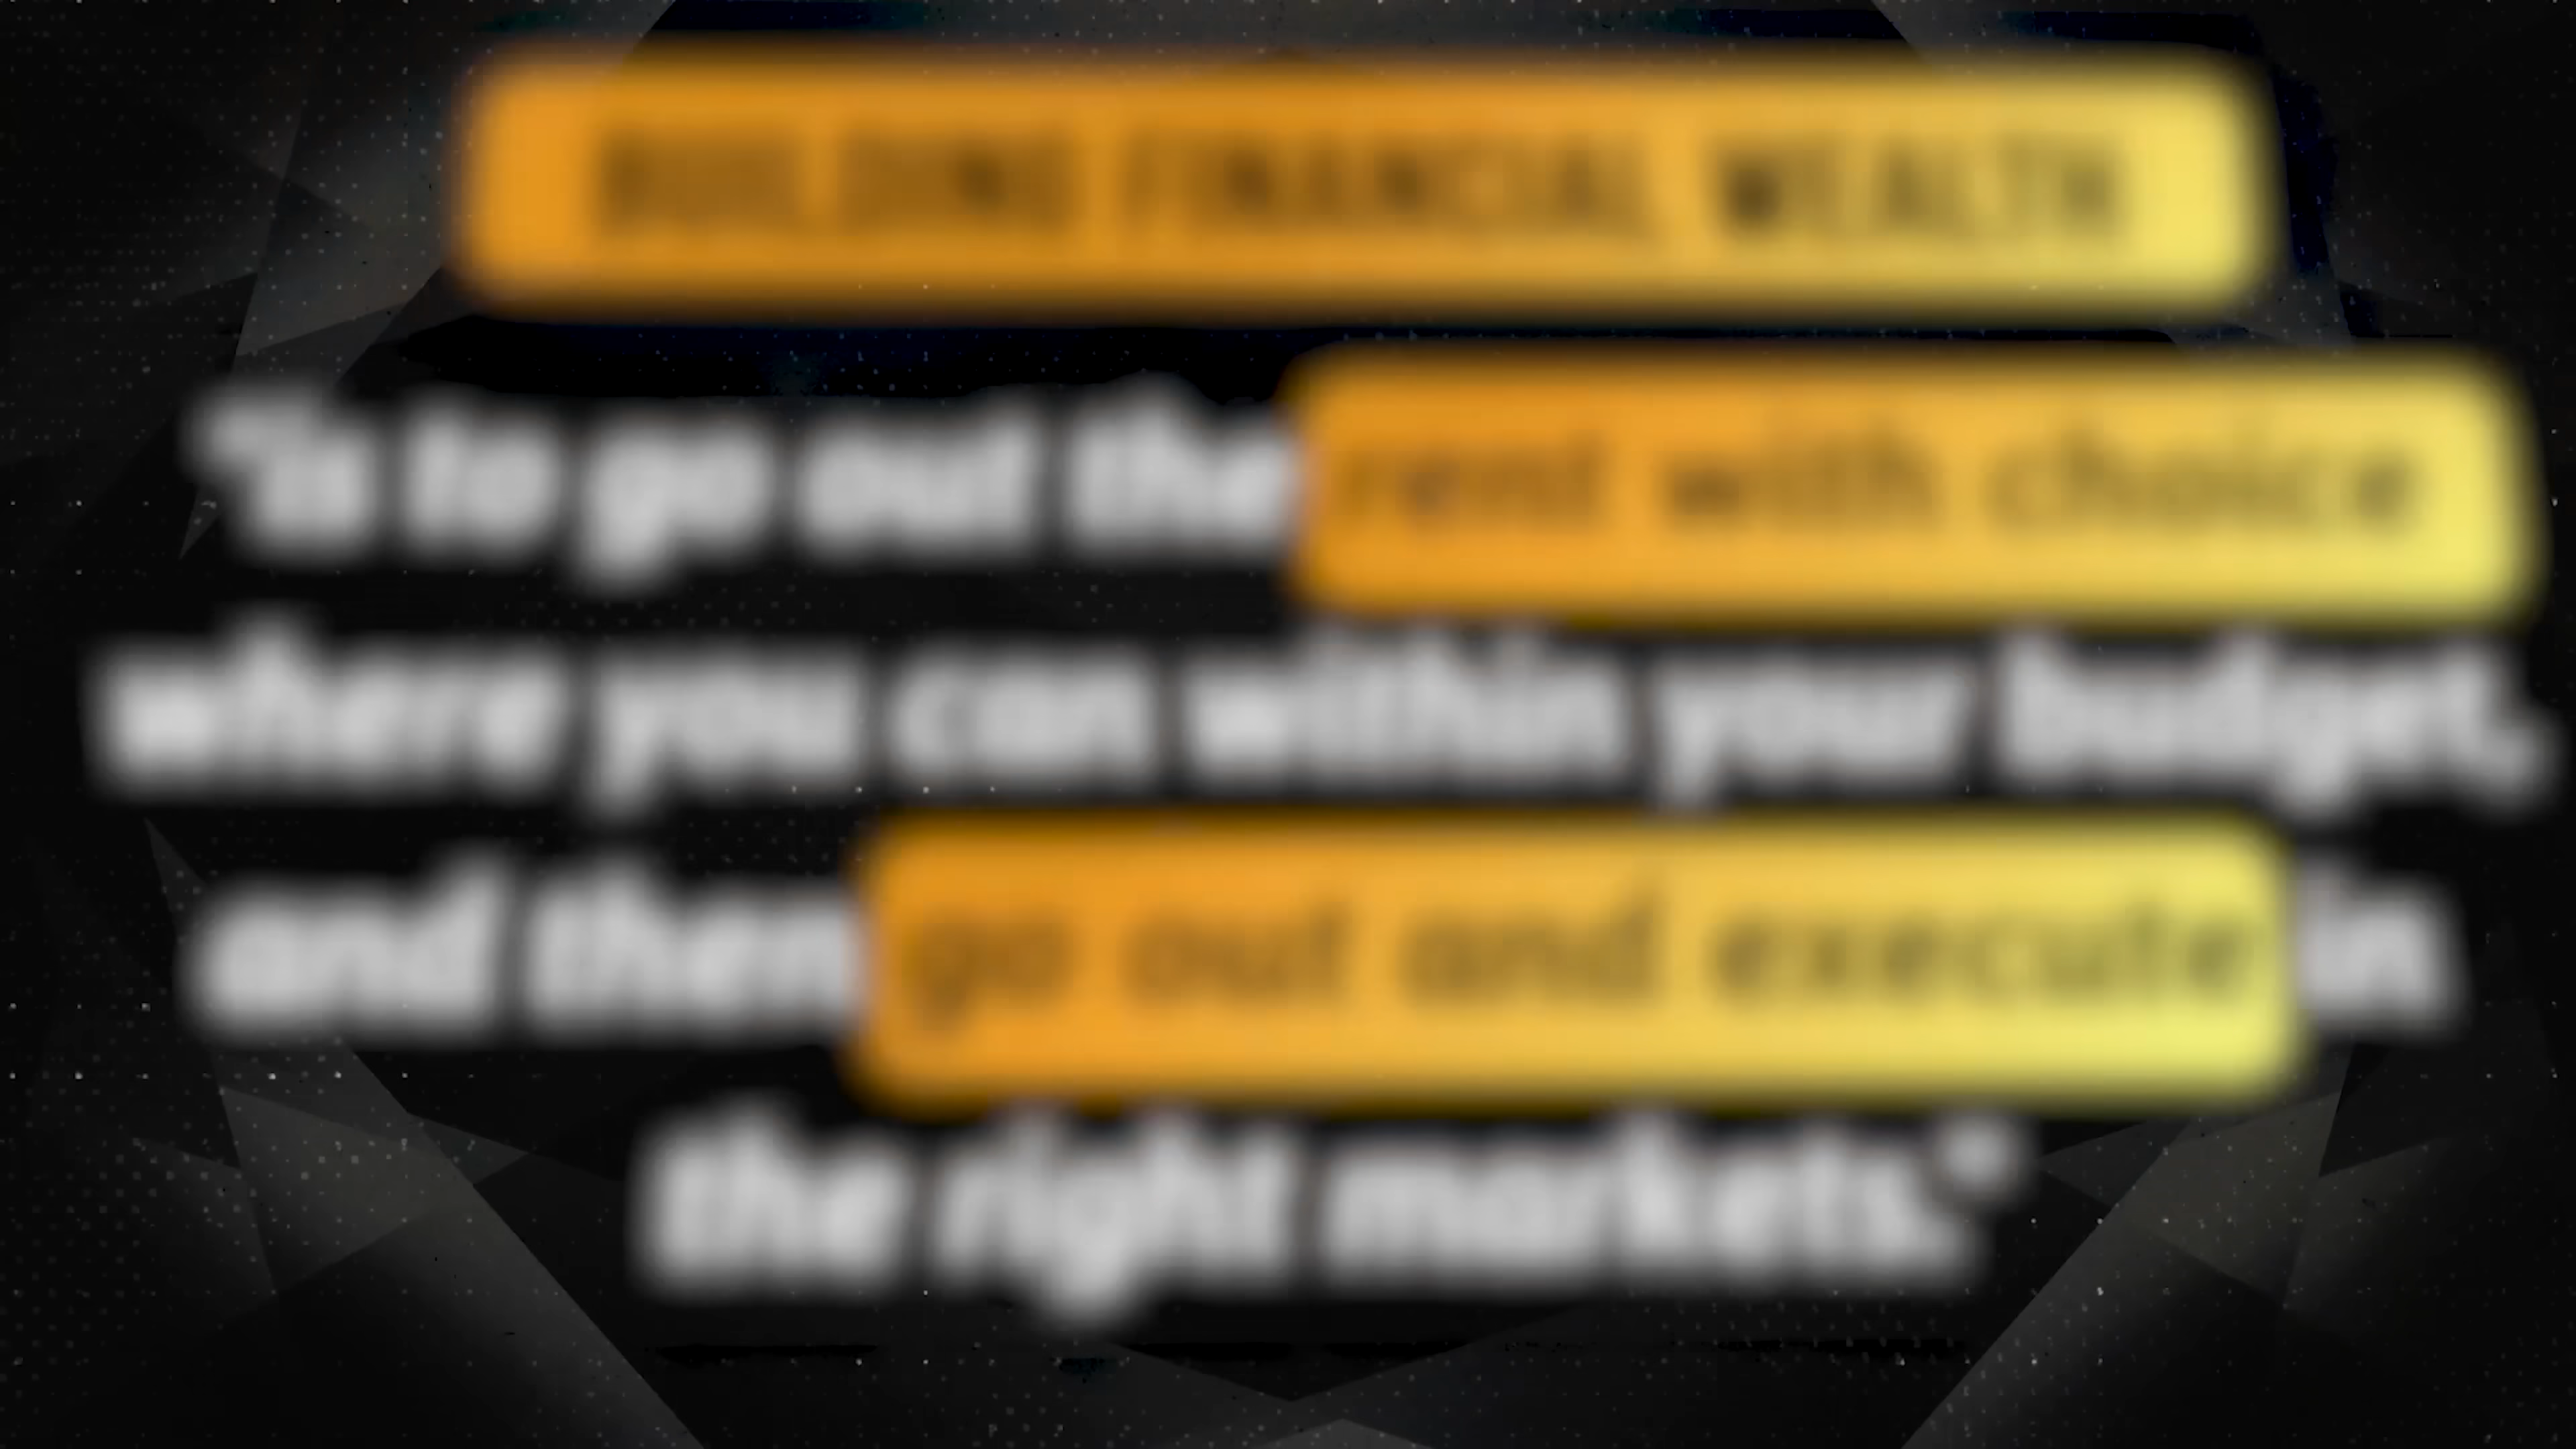 BUILDING FINANCIAL WEALTH
"is to go out the rent with choice
where you can within your budget,
and then go out and execute in
the right markets."